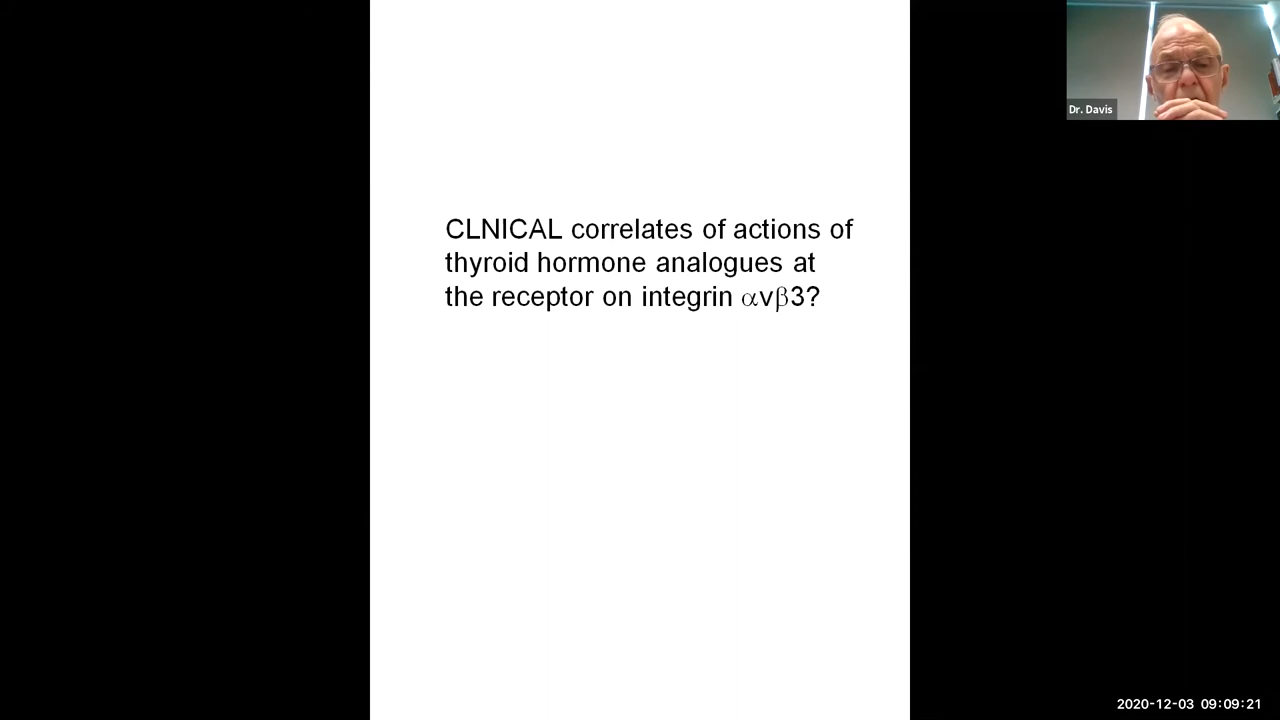 Dr. Davis
CLNICAL correlates of actions of
thyroid hormone analogues at
the receptor on integrin αvβ3?
2020-12-03 09:09:21